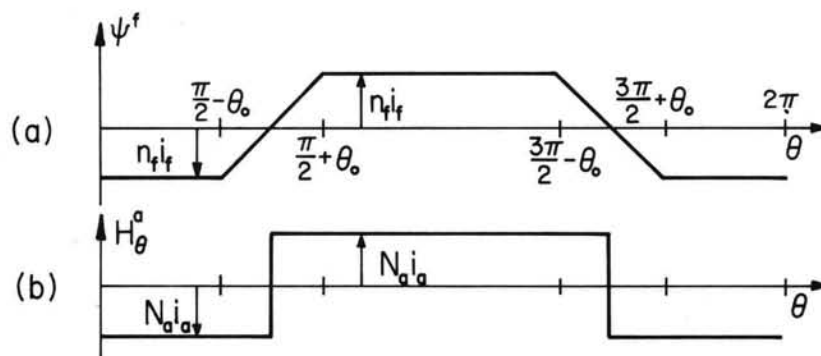 ψ^f
(a)
π/2 - θ₀
n_f i_f
3π/2 + θ₀
2π
n_f i_f
π/2 + θ₀
3π/2 - θ₀
θ
H_θ^a
(b)
N_a i_a
N_a i_a
θ